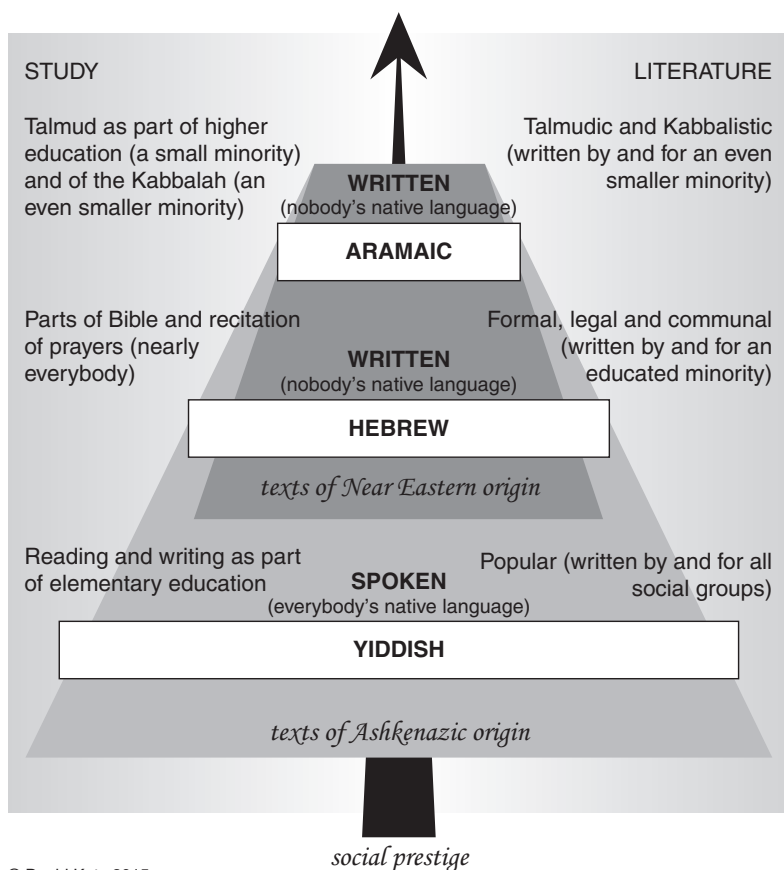 STUDY
LITERATURE
Talmud as part of higher
education (a small minority)
and of the Kabbalah (an
even smaller minority)
Talmudic and Kabbalistic
(written by and for an even
smaller minority)
WRITTEN
(nobody's native language)
ARAMAIC
Parts of Bible and recitation
of prayers (nearly
everybody)
Formal, legal and communal
(written by and for an
educated minority)
WRITTEN
(nobody's native language)
HEBREW
texts of Near Eastern origin
Reading and writing as part
of elementary education
Popular (written by and for all
social groups)
SPOKEN
(everybody's native language)
YIDDISH
texts of Ashkenazic origin
social prestige